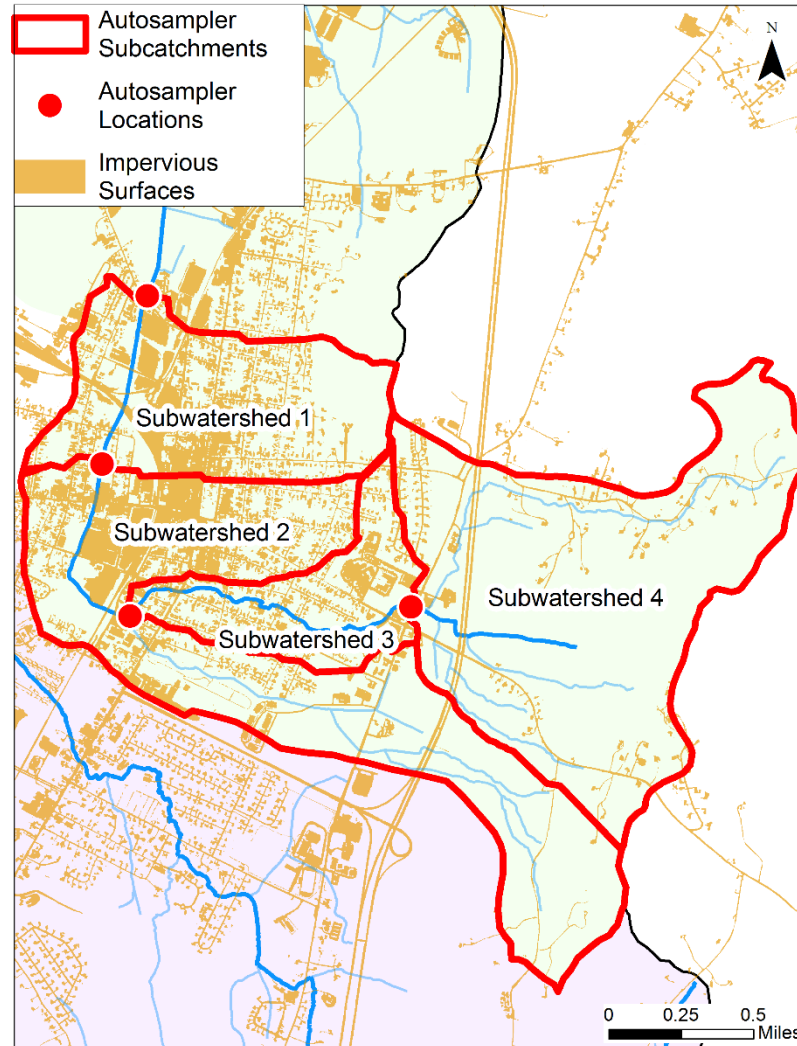 Autosampler
Subcatchments
Autosampler
Locations
Impervious
Surfaces
N
Subwatershed 1
Subwatershed 2
Subwatershed 4
Subwatershed 3
0 0.25 0.5
Miles